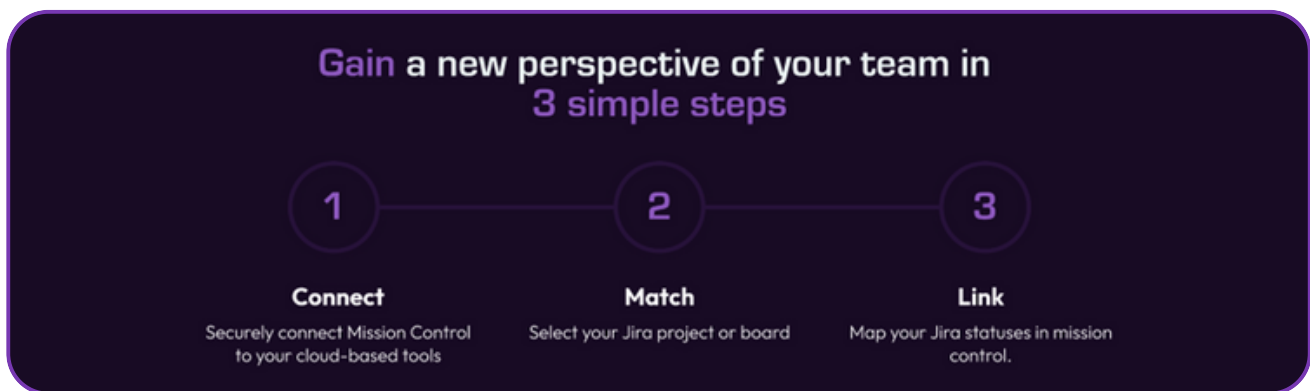 Gain a new perspective of your team in
3 simple steps
1
2
3
Connect
Securely connect Mission Control
to your cloud-based tools
Match
Select your Jira project or board
Link
Map your Jira statuses in mission
control.